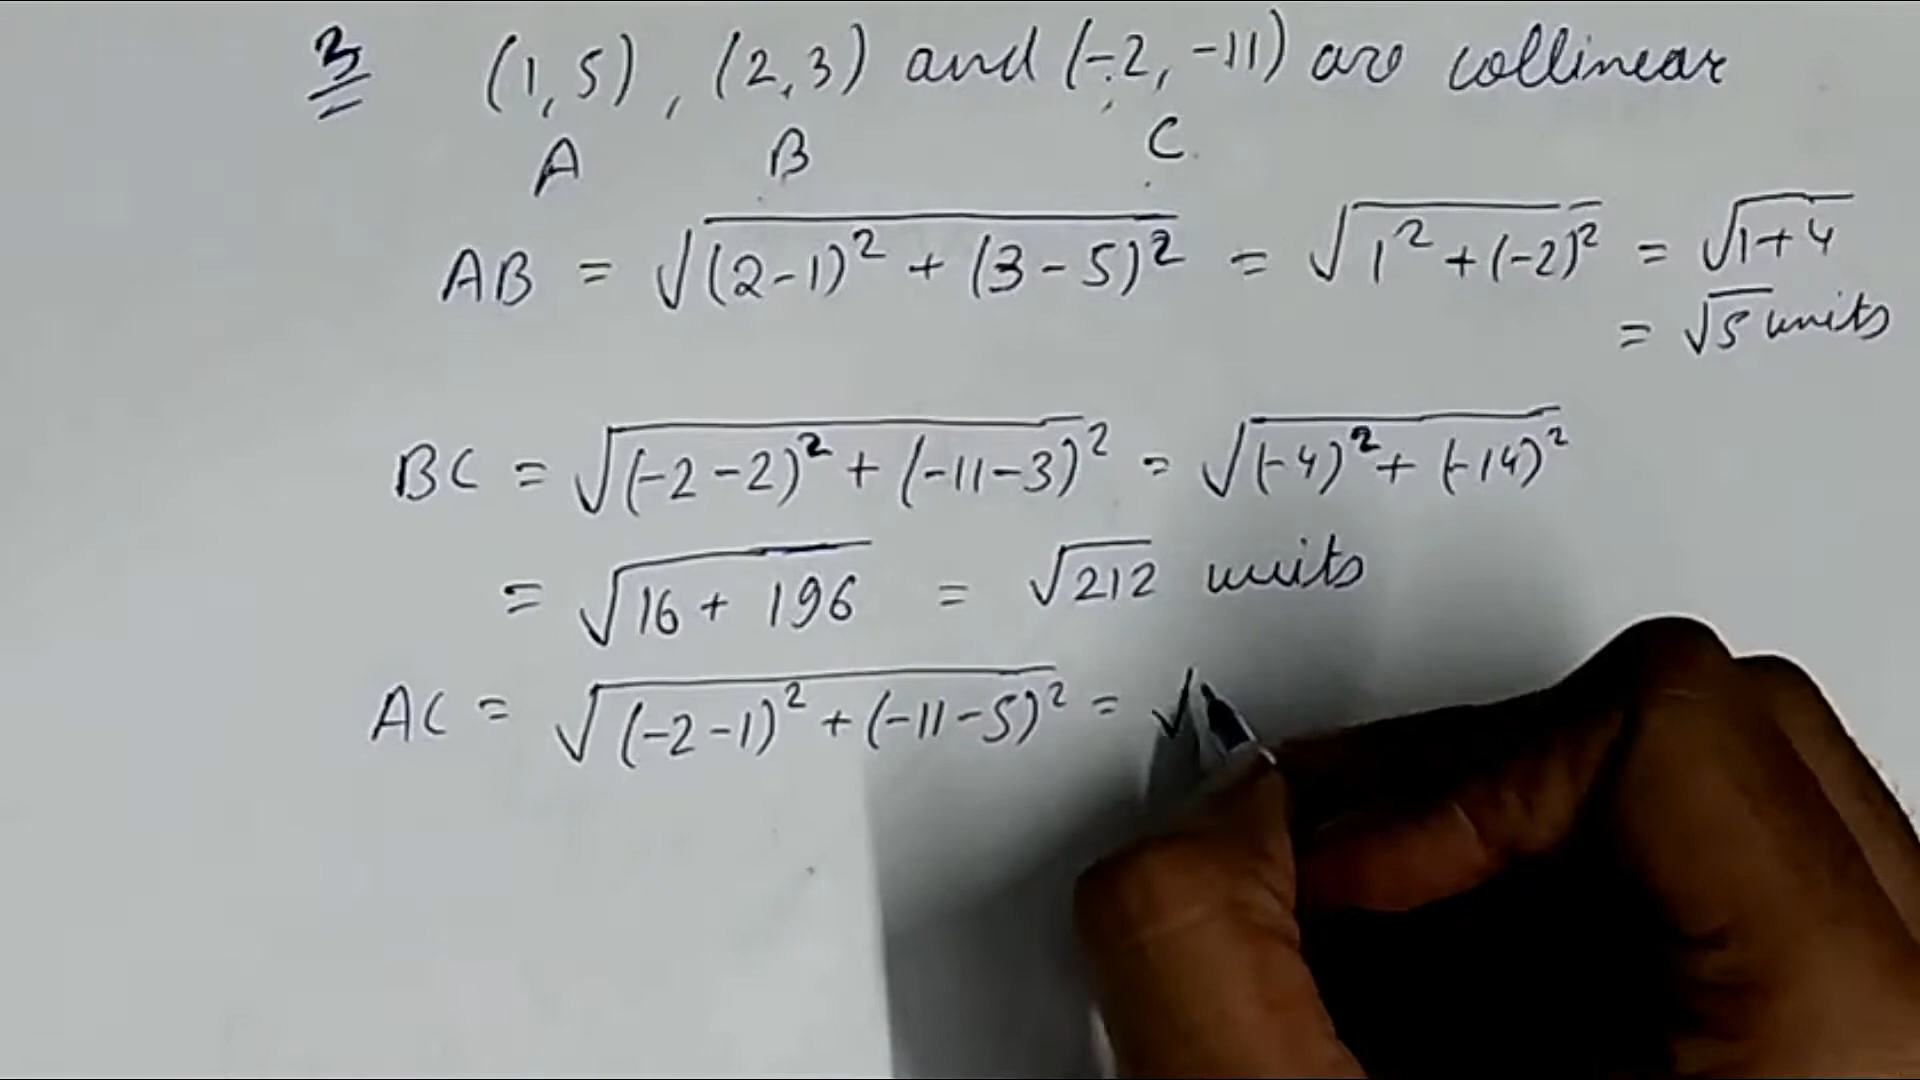 3 (1,5), (2,3) and (-2, -11) are collinear
A B C
AB = √(2-1)² + (3-5)² = √1² + (-2)² = √1+4
= √5 units
BC = √(-2-2)² + (-11-3)² = √(-4)² + (-14)²
= √16 + 196 = √212 units
AC = √(-2-1)² + (-11-5)² = √